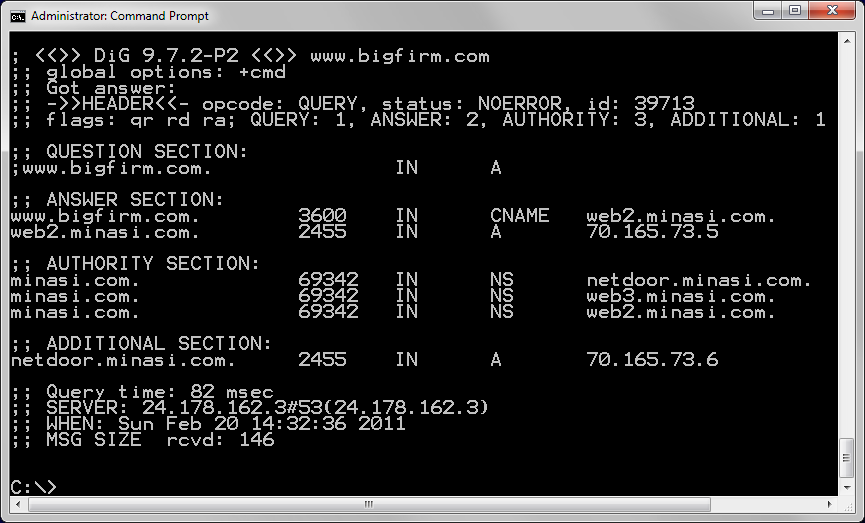 Administrator: Command Prompt
; <<>> DiG 9.7.2-P2 <<>> www.bigfirm.com
;; global options: +cmd
;; Got answer:
;; ->>HEADER<<- opcode: QUERY, status: NOERROR, id: 39713
;; flags: qr rd ra; QUERY: 1, ANSWER: 2, AUTHORITY: 3, ADDITIONAL: 1
;; QUESTION SECTION:
;www.bigfirm.com. IN A
;; ANSWER SECTION:
www.bigfirm.com. 3600 IN CNAME web2.minasi.com.
web2.minasi.com. 2455 IN A 70.165.73.5
;; AUTHORITY SECTION:
minasi.com. 69342 IN NS netdoor.minasi.com.
minasi.com. 69342 IN NS web3.minasi.com.
minasi.com. 69342 IN NS web2.minasi.com.
;; ADDITIONAL SECTION:
netdoor.minasi.com. 2455 IN A 70.165.73.6
;; Query time: 82 msec
;; SERVER: 24.178.162.3#53(24.178.162.3)
;; WHEN: Sun Feb 20 14:32:36 2011
;; MSG SIZE rcvd: 146
C:\>